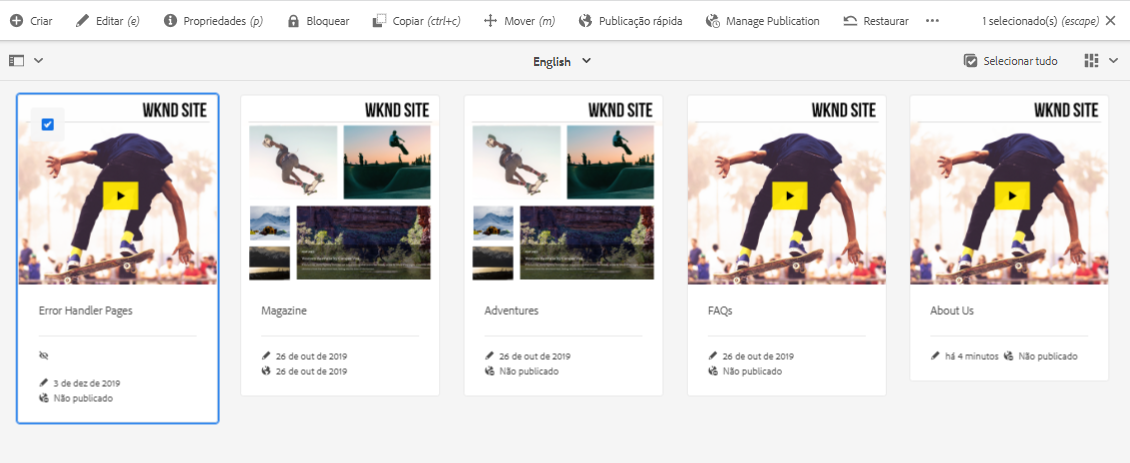 Criar Editar (e) Propriedades (p) Bloquear Copiar (ctrl+c) Mover (m) Publicação rápida Manage Publication Restaurar ••• 1 selecionado(s) (escape)
English Selecionar tudo
WKND SITE WKND SITE WKND SITE WKND SITE WKND SITE
Error Handler Pages Magazine Adventures FAQs About Us
26 de out de 2019 26 de out de 2019 26 de out de 2019 há 4 minutos Não publicado
26 de out de 2019 Não publicado Não publicado
3 de dez de 2019
Não publicado